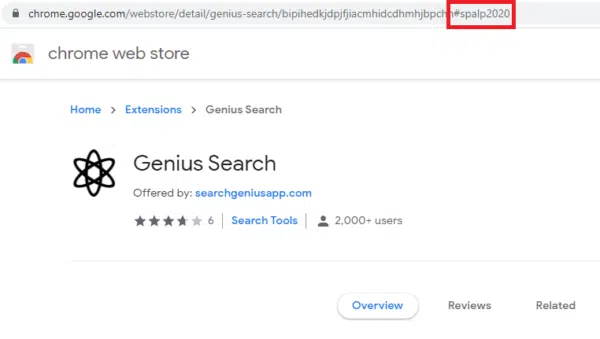 chrome.google.com/webstore/detail/genius-search/bipihedkjdpjfjiacmhidcdhmhjbpchn#spalp2020
chrome web store
Home > Extensions > Genius Search
Genius Search
Offered by: searchgeniusapp.com
6 | Search Tools | 2,000+ users
Overview Reviews Related